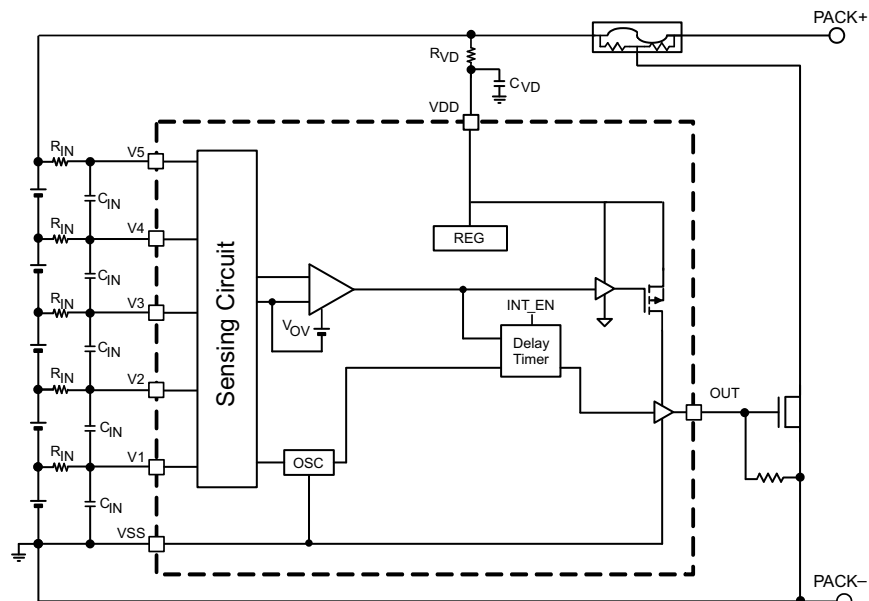 PACK+
RVD
CVD
VDD
RIN
V5
CIN
RIN
V4
CIN
RIN
V3
CIN
RIN
V2
CIN
RIN
V1
CIN
VSS
Sensing Circuit
REG
VOV
INT_EN
Delay
Timer
OSC
OUT
PACK–